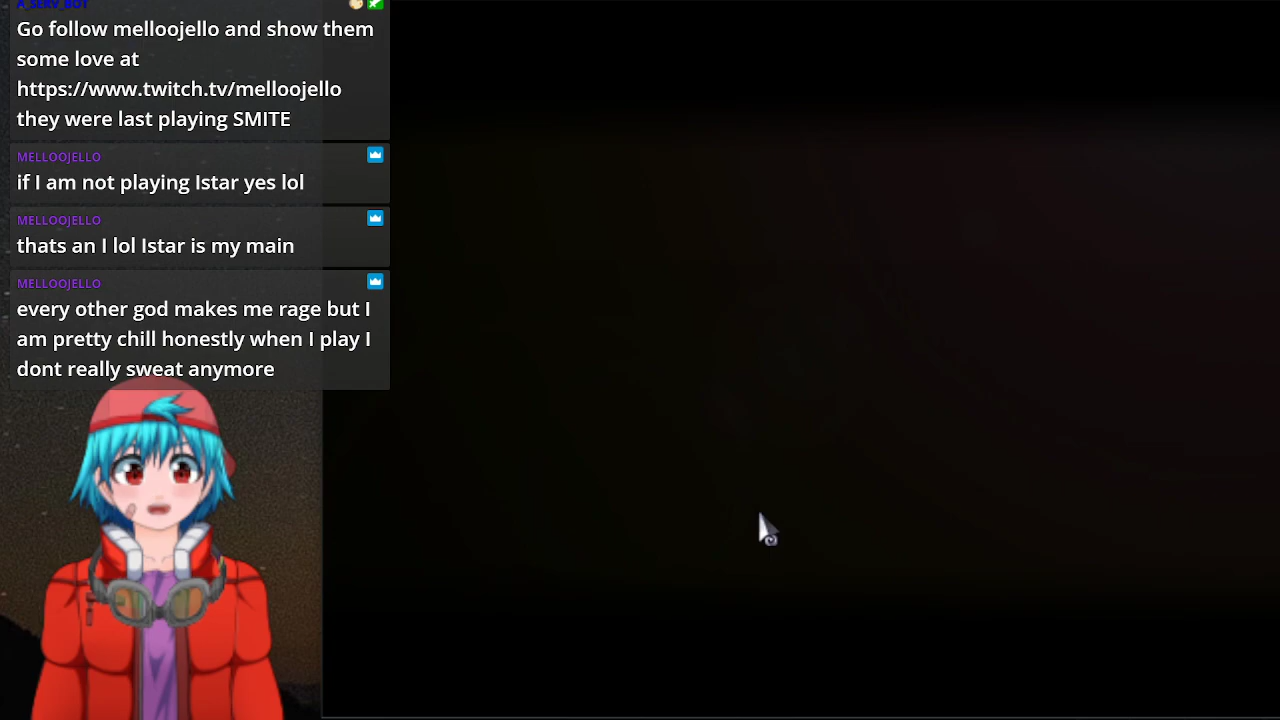 A_SERV_BOT
Go follow melloojello and show them
some love at
https://www.twitch.tv/melloojello
they were last playing SMITE
MELLOOJELLO
if I am not playing Istar yes lol
MELLOOJELLO
thats an I lol Istar is my main
MELLOOJELLO
every other god makes me rage but I
am pretty chill honestly when I play I
dont really sweat anymore